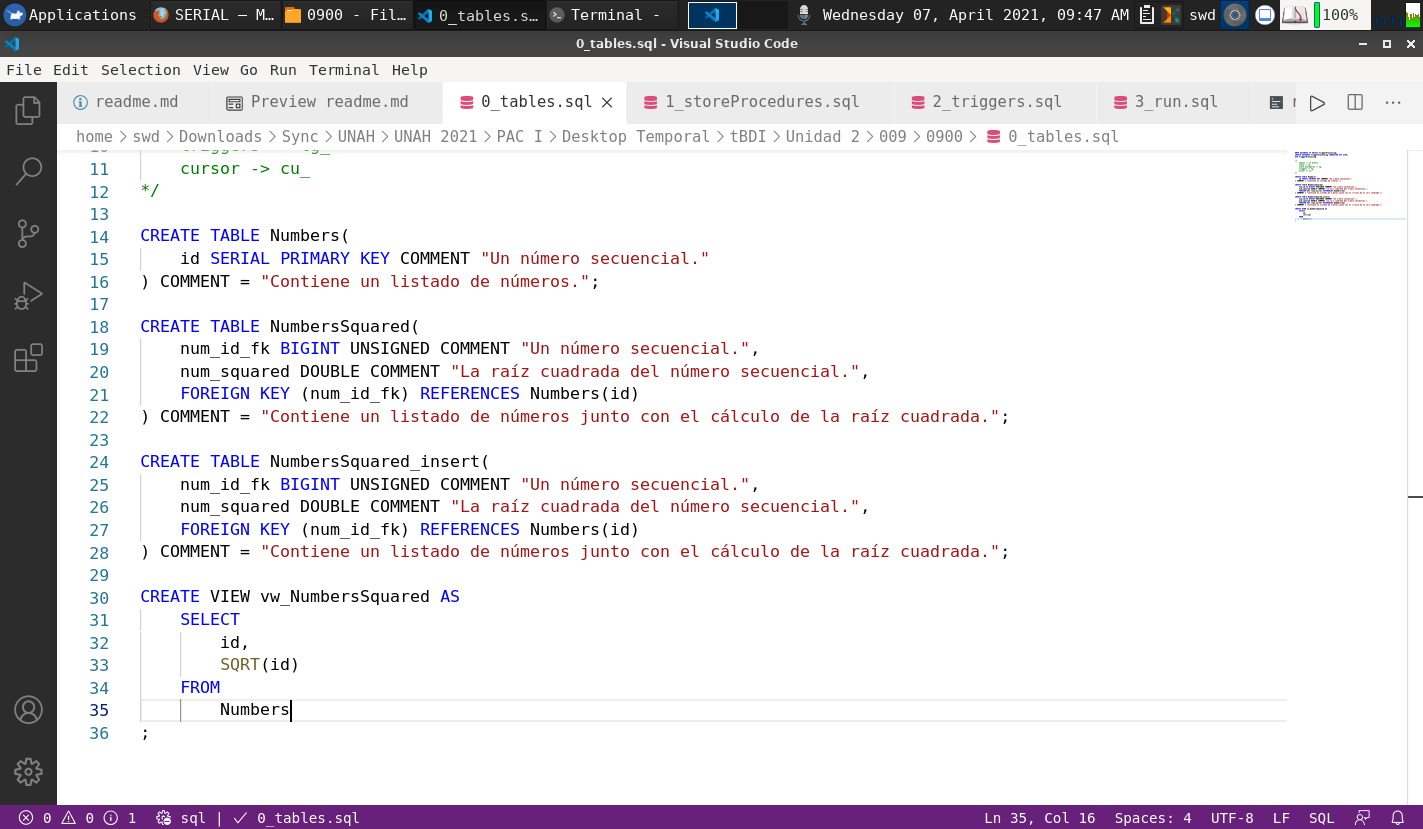 Applications SERIAL — M... 0900 - Fil... 0_tables.s... Terminal - Wednesday 07, April 2021, 09:47 AM swd 100%
0_tables.sql - Visual Studio Code
File Edit Selection View Go Run Terminal Help
readme.md Preview readme.md 0_tables.sql 1_storeProcedures.sql 2_triggers.sql 3_run.sql
home > swd > Downloads > Sync > UNAH > UNAH 2021 > PAC I > Desktop Temporal > tBDI > Unidad 2 > 009 > 0900 > 0_tables.sql
11 cursor -> cu_
12 */
13
14 CREATE TABLE Numbers(
15 id SERIAL PRIMARY KEY COMMENT "Un número secuencial."
16 ) COMMENT = "Contiene un listado de números.";
17
18 CREATE TABLE NumbersSquared(
19 num_id_fk BIGINT UNSIGNED COMMENT "Un número secuencial.",
20 num_squared DOUBLE COMMENT "La raíz cuadrada del número secuencial.",
21 FOREIGN KEY (num_id_fk) REFERENCES Numbers(id)
22 ) COMMENT = "Contiene un listado de números junto con el cálculo de la raíz cuadrada.";
23
24 CREATE TABLE NumbersSquared_insert(
25 num_id_fk BIGINT UNSIGNED COMMENT "Un número secuencial.",
26 num_squared DOUBLE COMMENT "La raíz cuadrada del número secuencial.",
27 FOREIGN KEY (num_id_fk) REFERENCES Numbers(id)
28 ) COMMENT = "Contiene un listado de números junto con el cálculo de la raíz cuadrada.";
29
30 CREATE VIEW vw_NumbersSquared AS
31 SELECT
32 id,
33 SQRT(id)
34 FROM
35 Numbers
36 ;
0 0 1 sql | 0_tables.sql Ln 35, Col 16 Spaces: 4 UTF-8 LF SQL